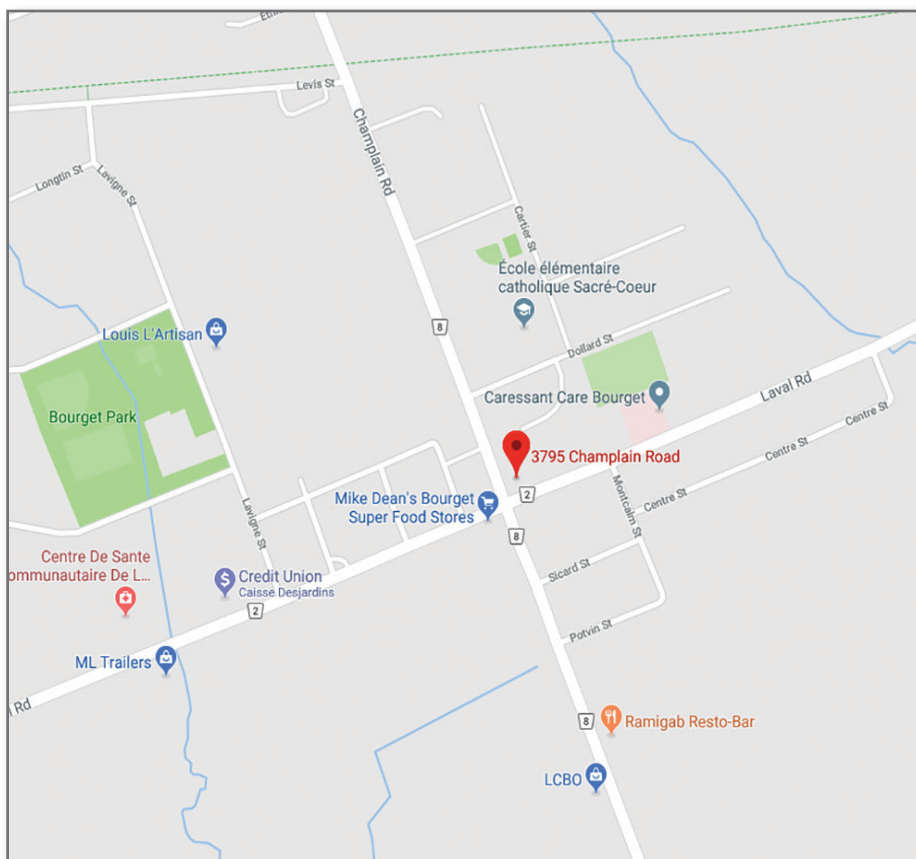 Levis St
Champlain Rd
Longtin St
Lavigne St
Cartier St
École élémentaire
catholique Sacré-Coeur
8
Louis L'Artisan
Dollard St
Laval Rd
Caressant Care Bourget
Bourget Park
Centre St
Centre St
3795 Champlain Road
Mike Dean's Bourget
Super Food Stores
2
Montcalm St
Centre St
Lavigne St
8
Centre De Sante
ommunautaire De L...
Sicard St
Credit Union
Caisse Desjardins
2
Potvin St
ML Trailers
Rd
8
Ramigab Resto-Bar
LCBO